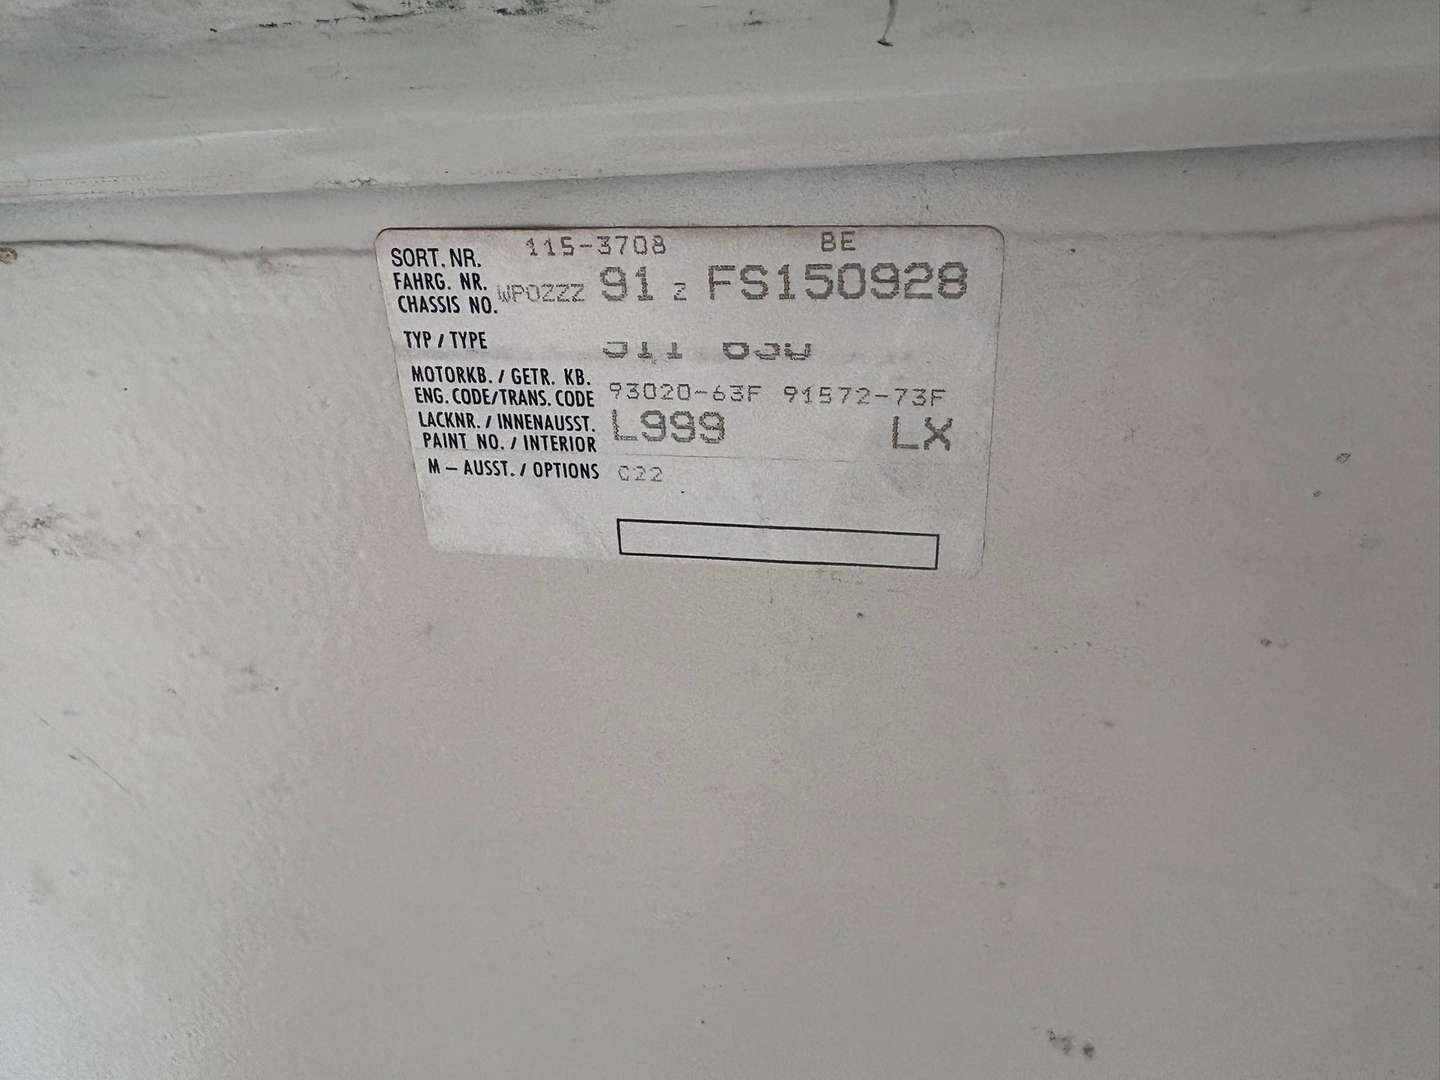 SORT. NR. 115-3708 BE
FAHRG. NR.
CHASSIS NO. WP0ZZZ 91 Z FS150928
TYP / TYPE 911
MOTORKB. / GETR. KB.
ENG. CODE/TRANS. CODE 93020-63F 91572-73F
LACKNR. / INNENAUSST. L999 LX
PAINT NO. / INTERIOR
M – AUSST. / OPTIONS C22